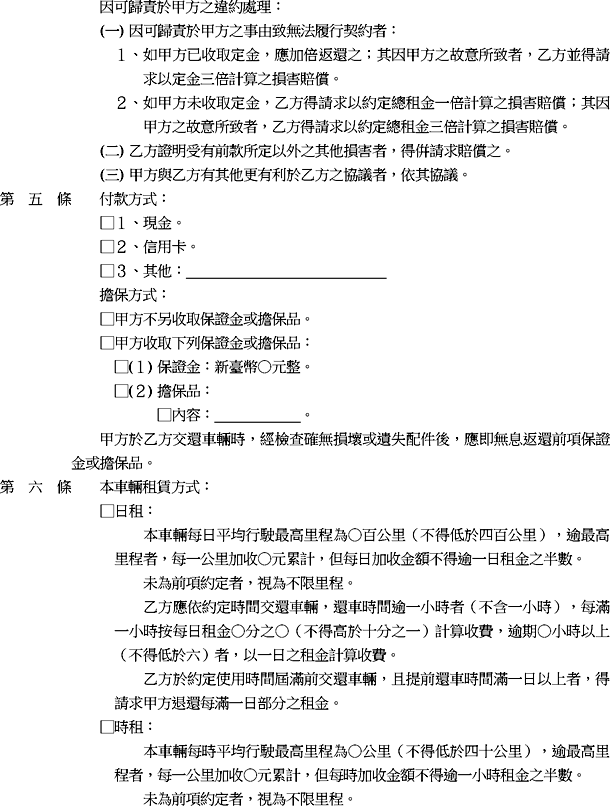 因可歸責於甲方之違約處理：
(一) 因可歸責於甲方之事由致無法履行契約者：
１、如甲方已收取定金，應加倍返還之；其因甲方之故意所致者，乙方並得請
求以定金三倍計算之損害賠償。
２、如甲方未收取定金，乙方得請求以約定總租金一倍計算之損害賠償；其因
甲方之故意所致者，乙方得請求以約定總租金三倍計算之損害賠償。
(二) 乙方證明受有前款所定以外之其他損害者，得併請求賠償之。
(三) 甲方與乙方有其他更有利於乙方之協議者，依其協議。
第　五　條　　付款方式：
□１、現金。
□２、信用卡。
□３、其他：＿＿＿＿＿＿＿＿＿＿＿＿＿＿
擔保方式：
□甲方不另收取保證金或擔保品。
□甲方收取下列保證金或擔保品：
□(１) 保證金：新臺幣○元整。
□(２) 擔保品：
□內容：＿＿＿＿＿＿。
甲方於乙方交還車輛時，經檢查確無損壞或遺失配件後，應即無息返還前項保證
金或擔保品。
第　六　條　　本車輛租賃方式：
□日租：
本車輛每日平均行駛最高里程為○百公里（不得低於四百公里），逾最高
里程者，每一公里加收○元累計，但每日加收金額不得逾一日租金之半數。
未為前項約定者，視為不限里程。
乙方應依約定時間交還車輛，還車時間逾一小時者（不含一小時），每滿
一小時按每日租金○分之○（不得高於十分之一）計算收費，逾期○小時以上
（不得低於六）者，以一日之租金計算收費。
乙方於約定使用時間屆滿前交還車輛，且提前還車時間滿一日以上者，得
請求甲方退還每滿一日部分之租金。
□時租：
本車輛每時平均行駛最高里程為○公里（不得低於四十公里），逾最高里
程者，每一公里加收○元累計，但每時加收金額不得逾一小時租金之半數。
未為前項約定者，視為不限里程。